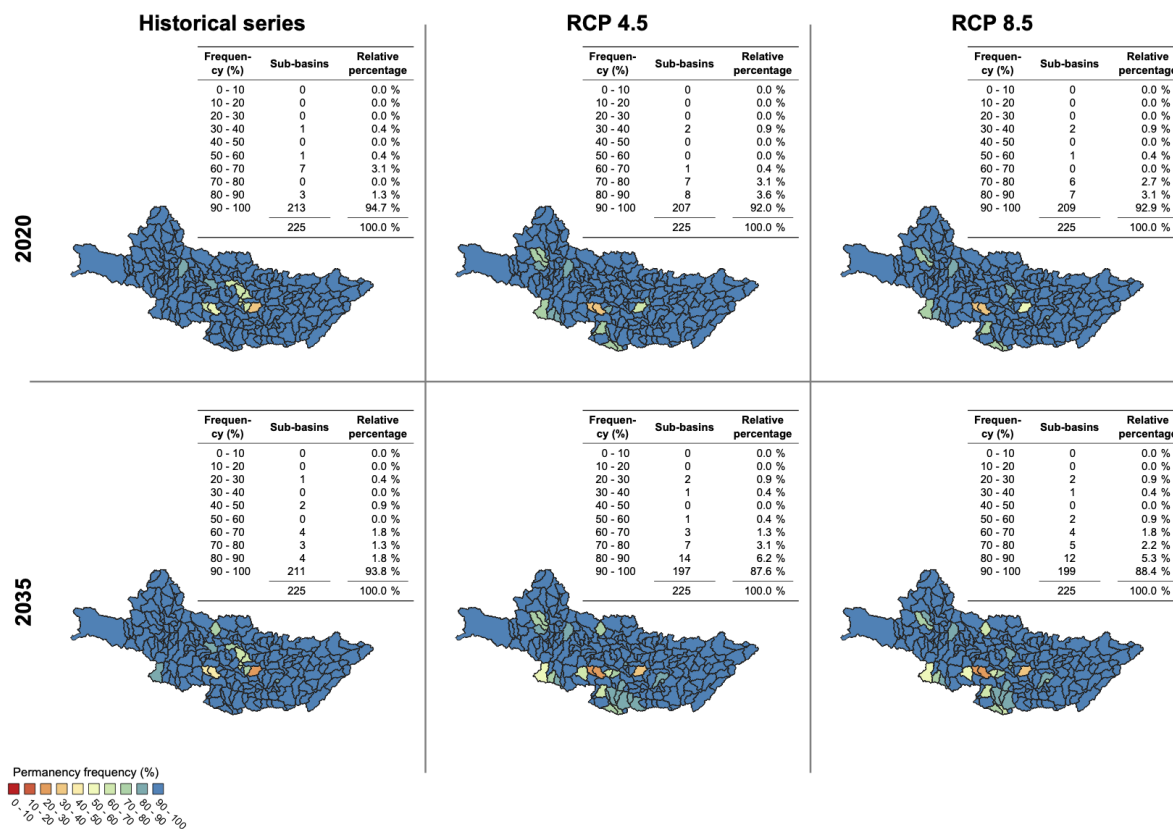 Historical series
RCP 4.5
RCP 8.5
2020
Frequen- Sub-basins Relative
cy (%) percentage
0 - 10 0 0.0 %
10 - 20 0 0.0 %
20 - 30 0 0.0 %
30 - 40 1 0.4 %
40 - 50 0 0.0 %
50 - 60 1 0.4 %
60 - 70 7 3.1 %
70 - 80 0 0.0 %
80 - 90 3 1.3 %
90 - 100 213 94.7 %
225 100.0 %
Frequen- Sub-basins Relative
cy (%) percentage
0 - 10 0 0.0 %
10 - 20 0 0.0 %
20 - 30 0 0.0 %
30 - 40 2 0.9 %
40 - 50 0 0.0 %
50 - 60 0 0.0 %
60 - 70 1 0.4 %
70 - 80 7 3.1 %
80 - 90 8 3.6 %
90 - 100 207 92.0 %
225 100.0 %
Frequen- Sub-basins Relative
cy (%) percentage
0 - 10 0 0.0 %
10 - 20 0 0.0 %
20 - 30 0 0.0 %
30 - 40 2 0.9 %
40 - 50 0 0.0 %
50 - 60 1 0.4 %
60 - 70 0 0.0 %
70 - 80 6 2.7 %
80 - 90 7 3.1 %
90 - 100 209 92.9 %
225 100.0 %
2035
Frequen- Sub-basins Relative
cy (%) percentage
0 - 10 0 0.0 %
10 - 20 0 0.0 %
20 - 30 1 0.4 %
30 - 40 0 0.0 %
40 - 50 2 0.9 %
50 - 60 0 0.0 %
60 - 70 4 1.8 %
70 - 80 3 1.3 %
80 - 90 4 1.8 %
90 - 100 211 93.8 %
225 100.0 %
Frequen- Sub-basins Relative
cy (%) percentage
0 - 10 0 0.0 %
10 - 20 0 0.0 %
20 - 30 2 0.9 %
30 - 40 1 0.4 %
40 - 50 0 0.0 %
50 - 60 1 0.4 %
60 - 70 3 1.3 %
70 - 80 7 3.1 %
80 - 90 14 6.2 %
90 - 100 197 87.6 %
225 100.0 %
Frequen- Sub-basins Relative
cy (%) percentage
0 - 10 0 0.0 %
10 - 20 0 0.0 %
20 - 30 2 0.9 %
30 - 40 1 0.4 %
40 - 50 0 0.0 %
50 - 60 2 0.9 %
60 - 70 4 1.8 %
70 - 80 5 2.2 %
80 - 90 12 5.3 %
90 - 100 199 88.4 %
225 100.0 %
Permanency frequency (%)
0 - 10
10 - 20
20 - 30
30 - 40
40 - 50
50 - 60
60 - 70
70 - 80
80 - 90
90 - 100